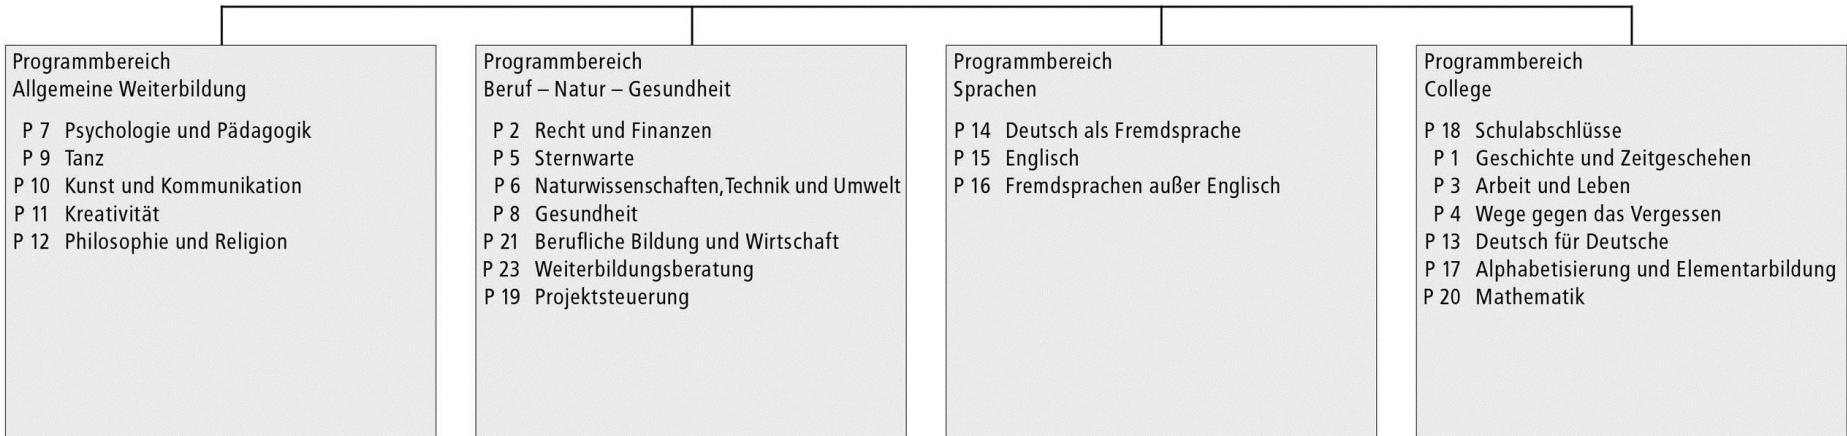 Programmbereich
Allgemeine Weiterbildung
P 7 Psychologie und Pädagogik
P 9 Tanz
P 10 Kunst und Kommunikation
P 11 Kreativität
P 12 Philosophie und Religion
Programmbereich
Beruf – Natur – Gesundheit
P 2 Recht und Finanzen
P 5 Sternwarte
P 6 Naturwissenschaften, Technik und Umwelt
P 8 Gesundheit
P 21 Berufliche Bildung und Wirtschaft
P 23 Weiterbildungsberatung
P 19 Projektsteuerung
Programmbereich
Sprachen
P 14 Deutsch als Fremdsprache
P 15 Englisch
P 16 Fremdsprachen außer Englisch
Programmbereich
College
P 18 Schulabschlüsse
P 1 Geschichte und Zeitgeschehen
P 3 Arbeit und Leben
P 4 Wege gegen das Vergessen
P 13 Deutsch für Deutsche
P 17 Alphabetisierung und Elementarbildung
P 20 Mathematik